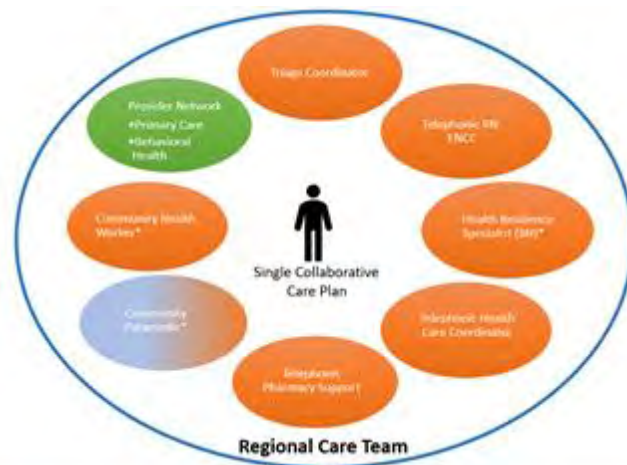 Triage Coordinator
Provider Network
•Primary Care
•Behavioral
Health
Telephonic RN
ENCC
Community Health
Worker*
Health Resilience
Specialist *
Single Collaborative
Care Plan
Community
Paramedic*
Telephonic Health
Care Coordinator
Telephonic
Pharmacy Support
Regional Care Team